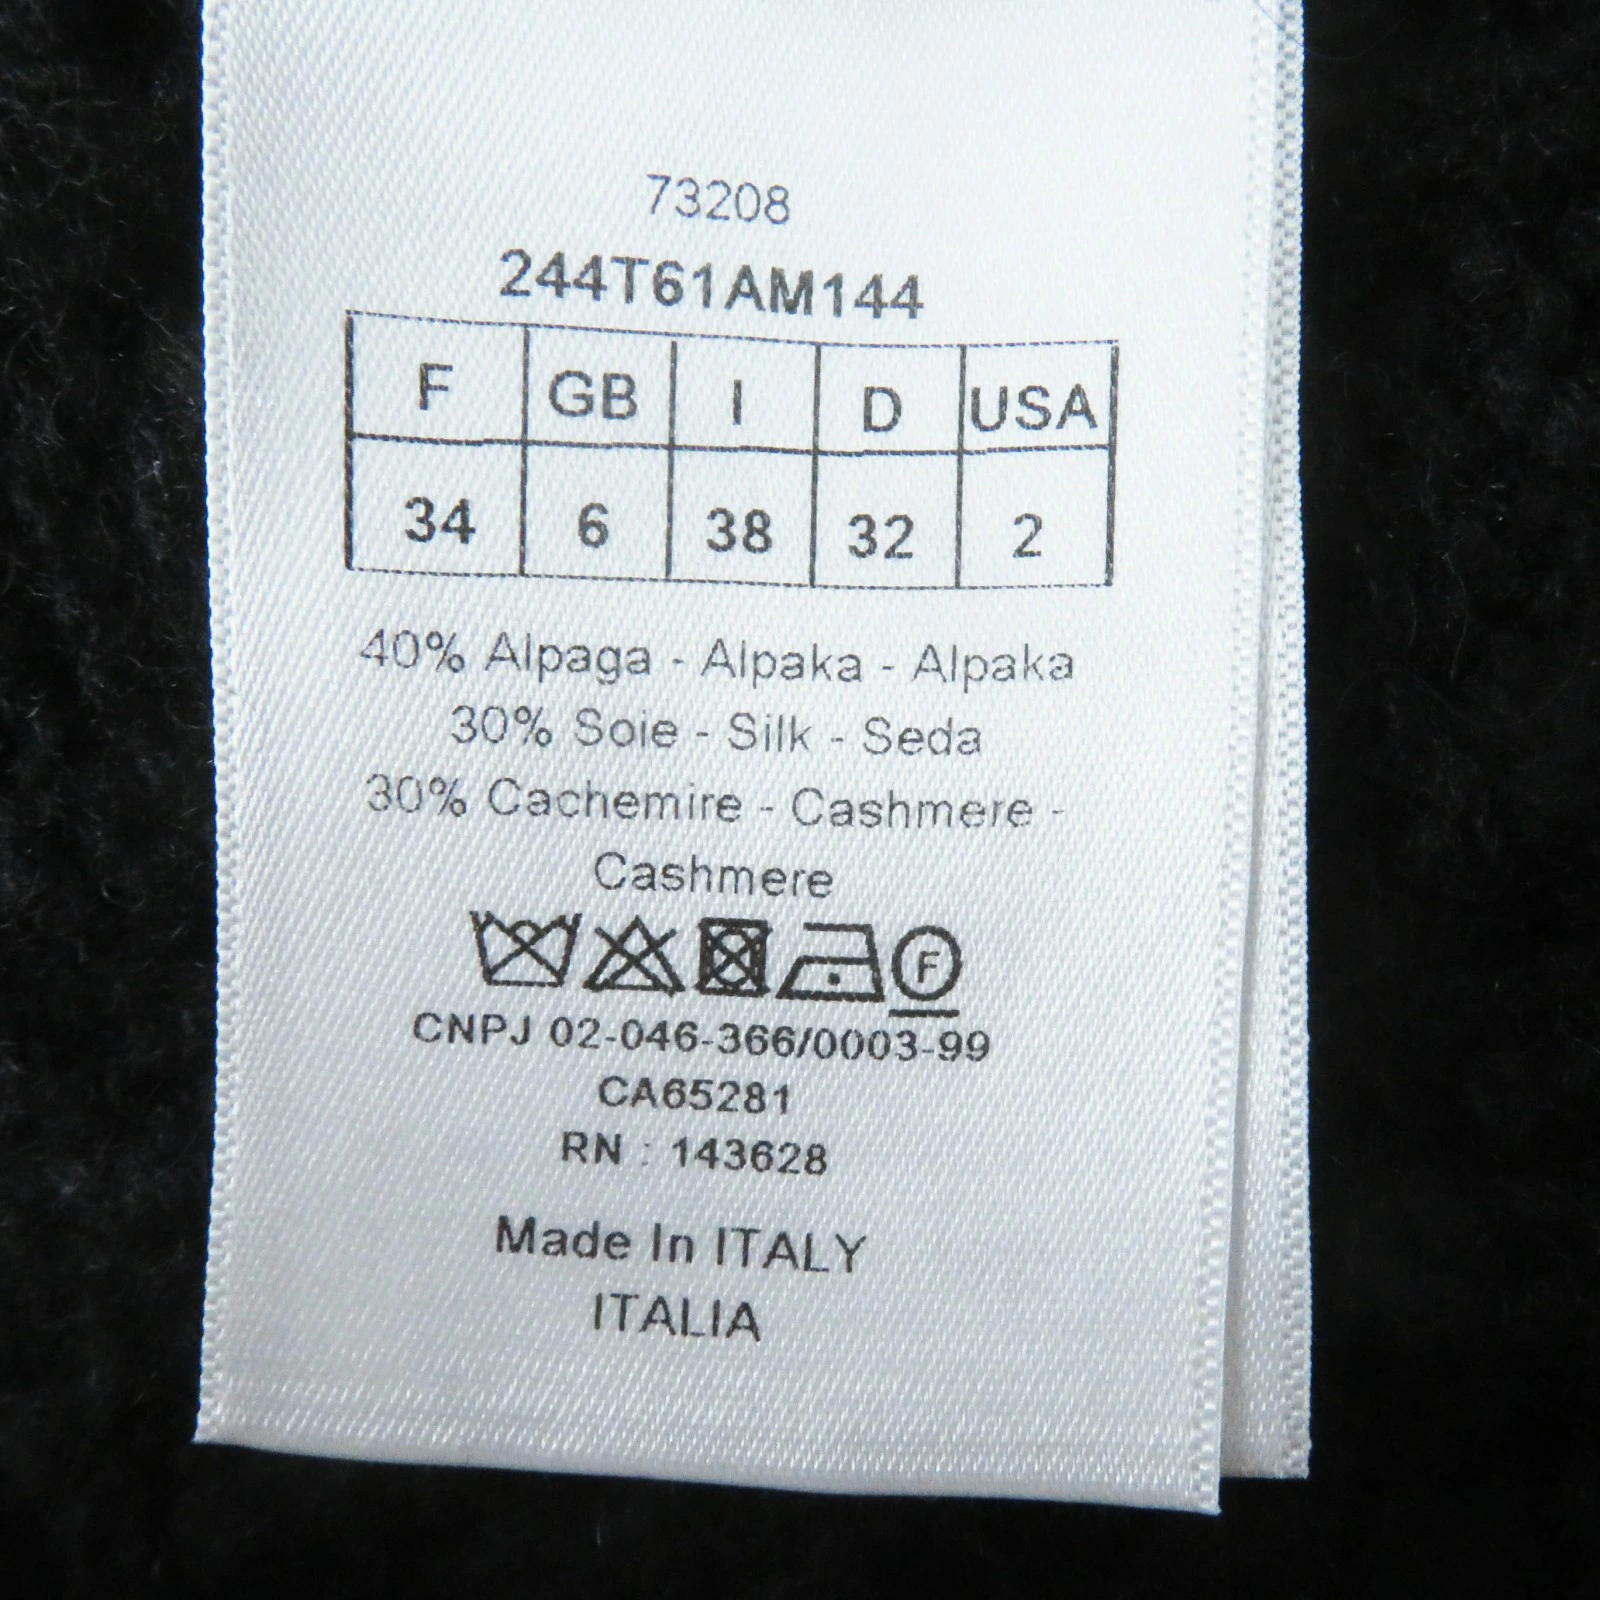 73208
244T61AM144
F GB I D USA
34 6 38 32 2
40% Alpaga - Alpaka - Alpaka
30% Soie - Silk - Seda
30% Cachemire - Cashmere -
Cashmere
F
CNPJ 02-046-366/0003-99
CA65281
RN : 143628
Made In ITALY
ITALIA